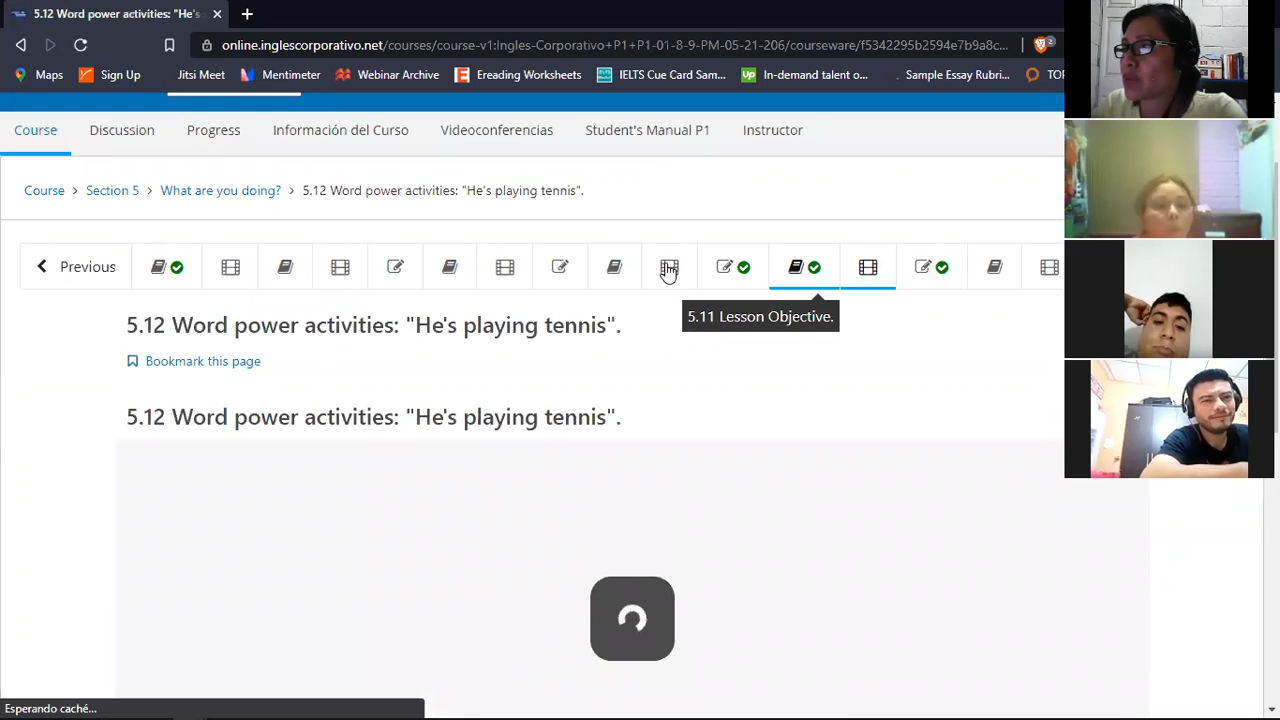 5.12 Word power activities: "He's
online.inglescorporativo.net/courses/course-v1:Ingles-Corporativo+P1+P1-01-8-9-PM-05-21-206/courseware/f5342295b2594e7b9a8c...
2
Maps
Sign Up
Jitsi Meet
Mentimeter
Webinar Archive
Ereading Worksheets
IELTS Cue Card Sam...
In-demand talent o...
Sample Essay Rubri...
Course
Discussion
Progress
Información del Curso
Videoconferencias
Student's Manual P1
Instructor
Course > Section 5 > What are you doing? > 5.12 Word power activities: "He's playing tennis".
Previous
5.11 Lesson Objective.
5.12 Word power activities: "He's playing tennis".
Bookmark this page
5.12 Word power activities: "He's playing tennis".
Esperando caché...